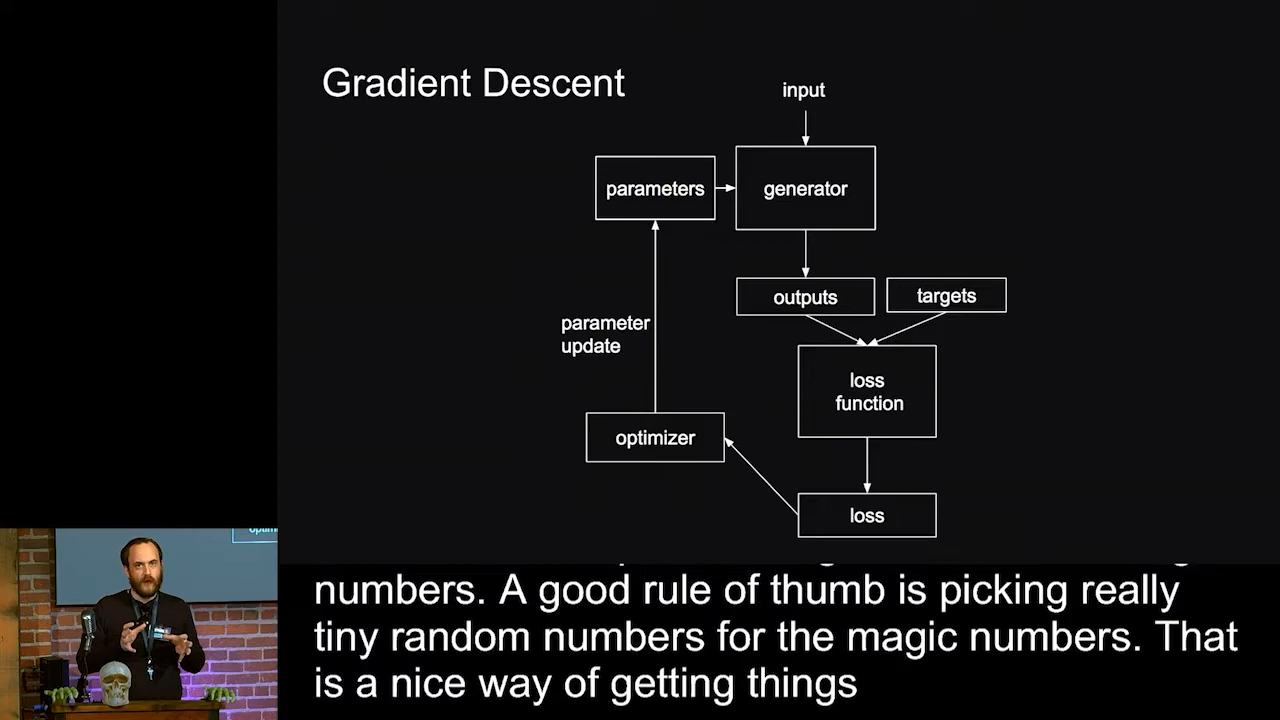 Gradient Descent
input
parameters
generator
outputs
targets
parameter
update
loss
function
optimizer
loss
numbers. A good rule of thumb is picking really
tiny random numbers for the magic numbers. That
is a nice way of getting things